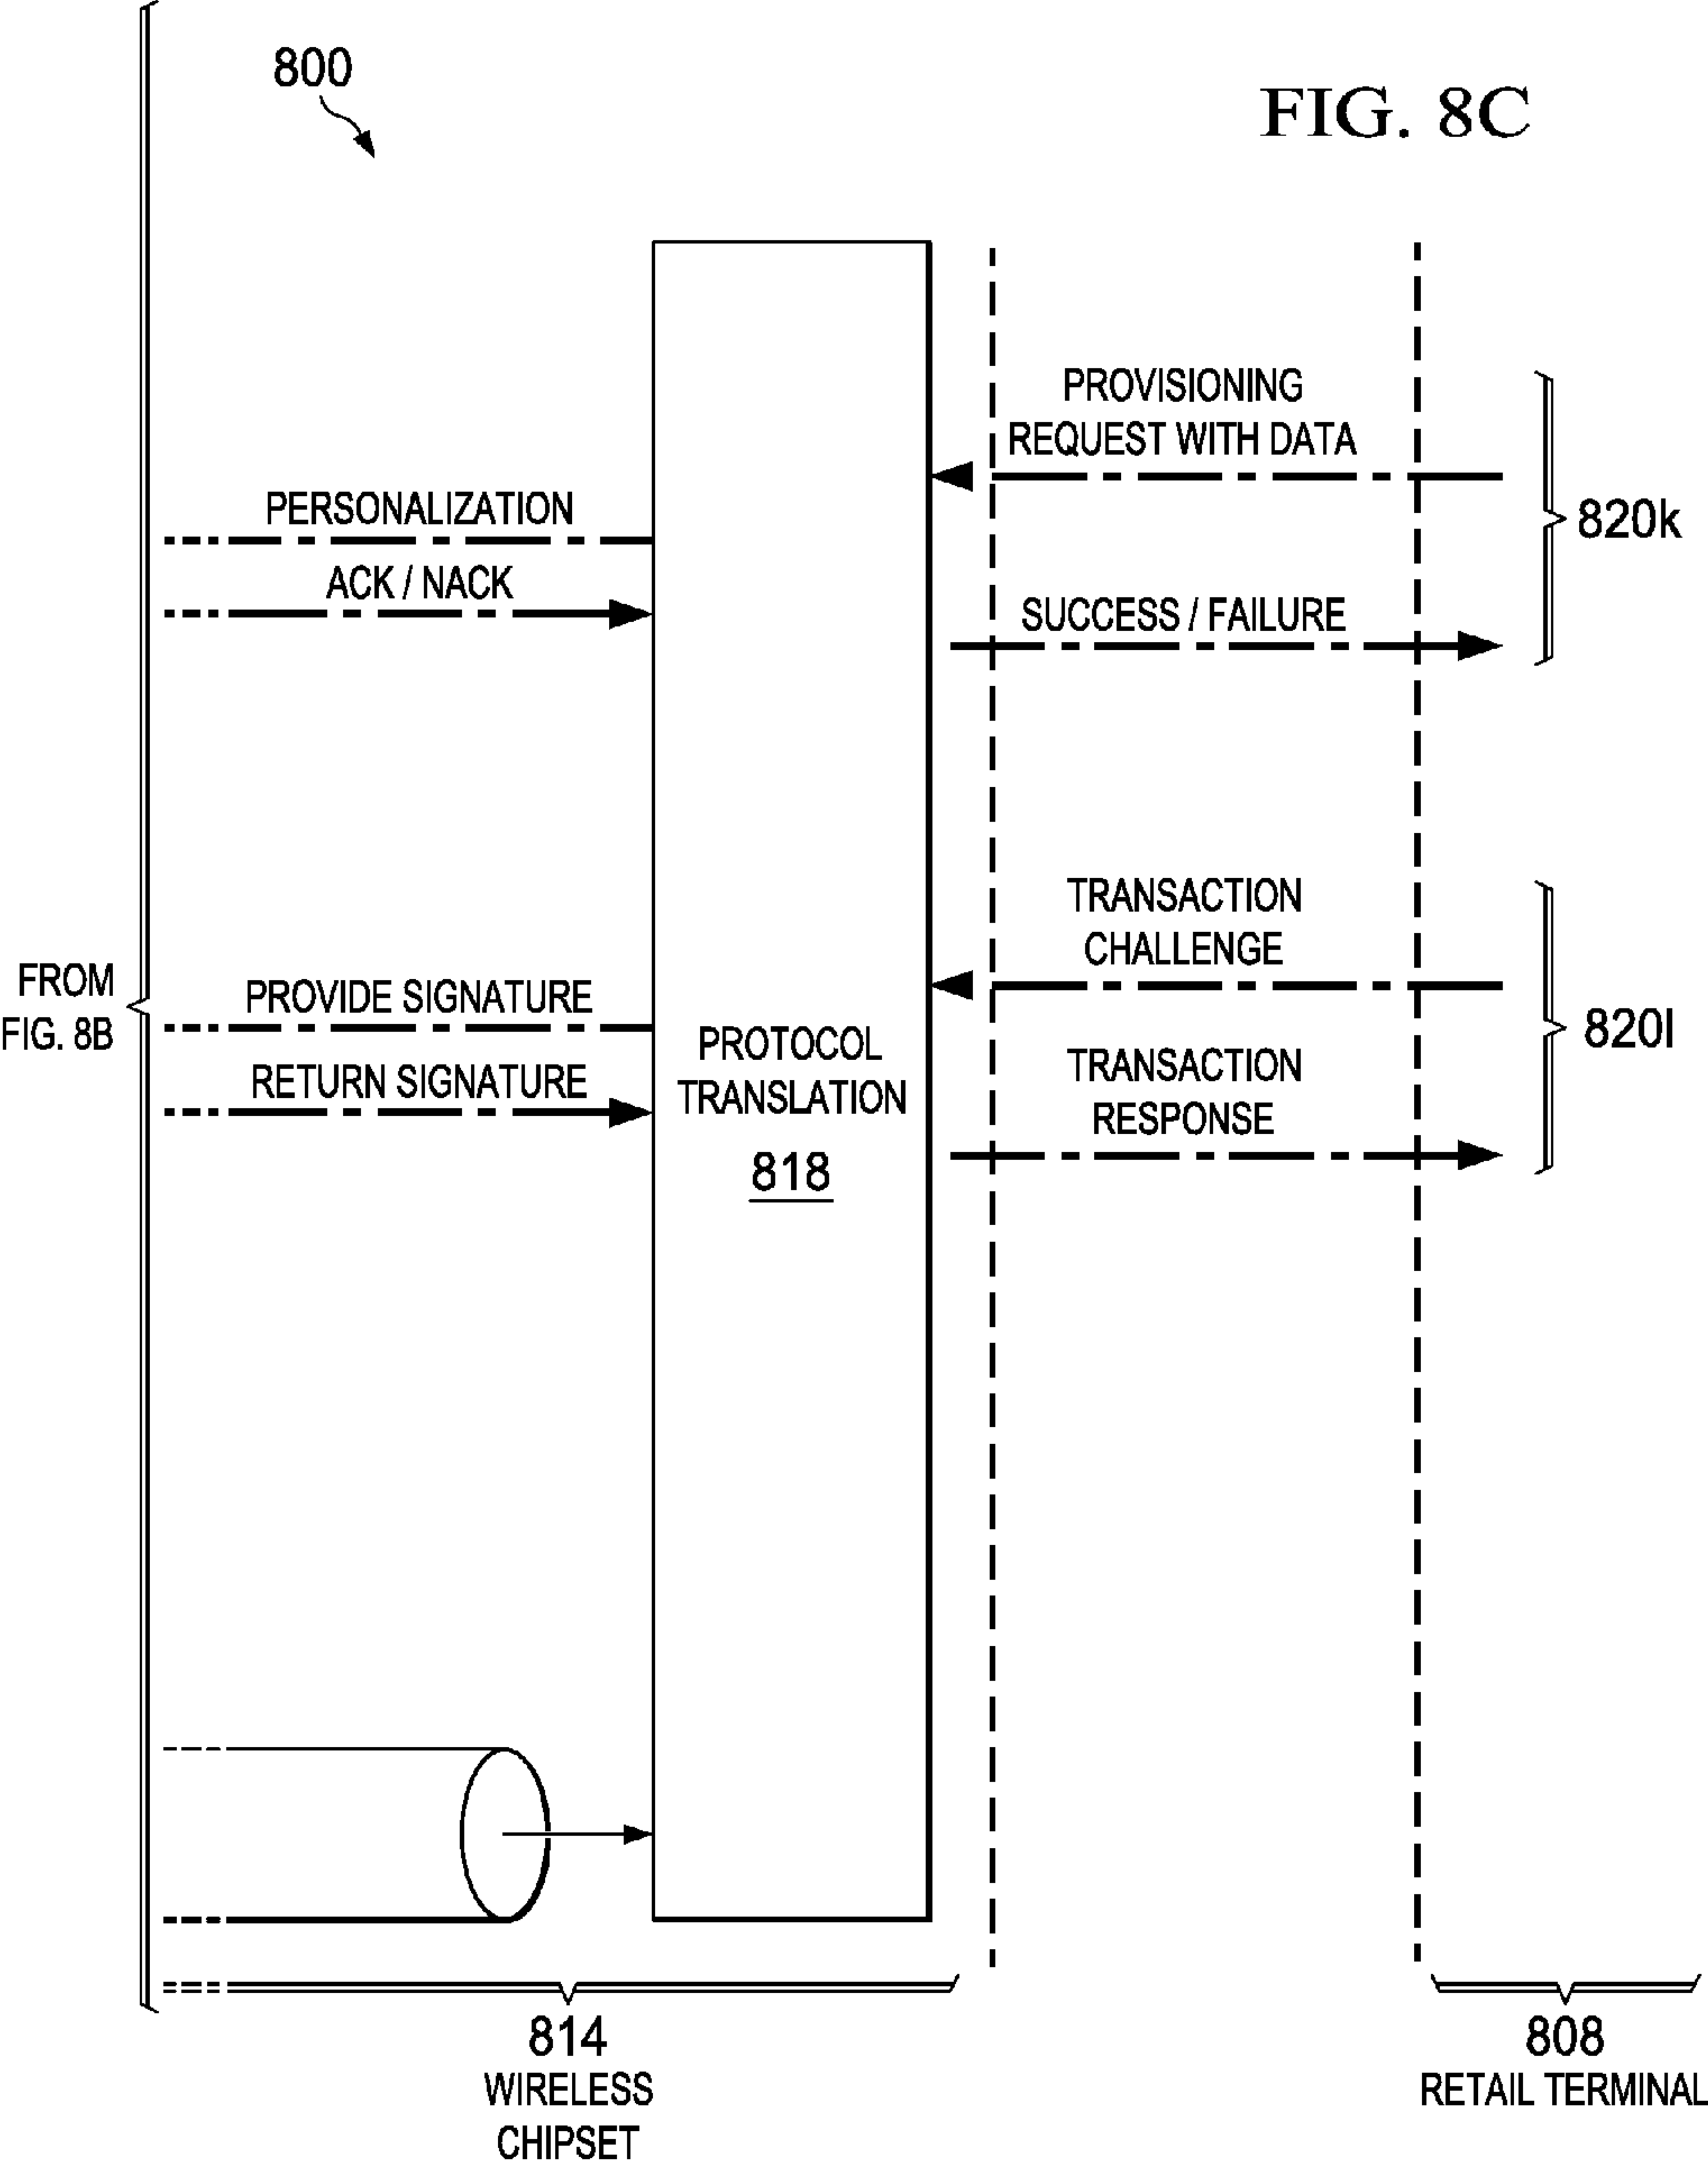 800
FIG. 8C
PROVISIONING
REQUEST WITH DATA
PERSONALIZATION
ACK / NACK
820k
SUCCESS / FAILURE
TRANSACTION
CHALLENGE
FROM
FIG. 8B
PROVIDE SIGNATURE
RETURN SIGNATURE
PROTOCOL
TRANSLATION
818
820l
TRANSACTION
RESPONSE
814
WIRELESS
CHIPSET
808
RETAIL TERMINAL